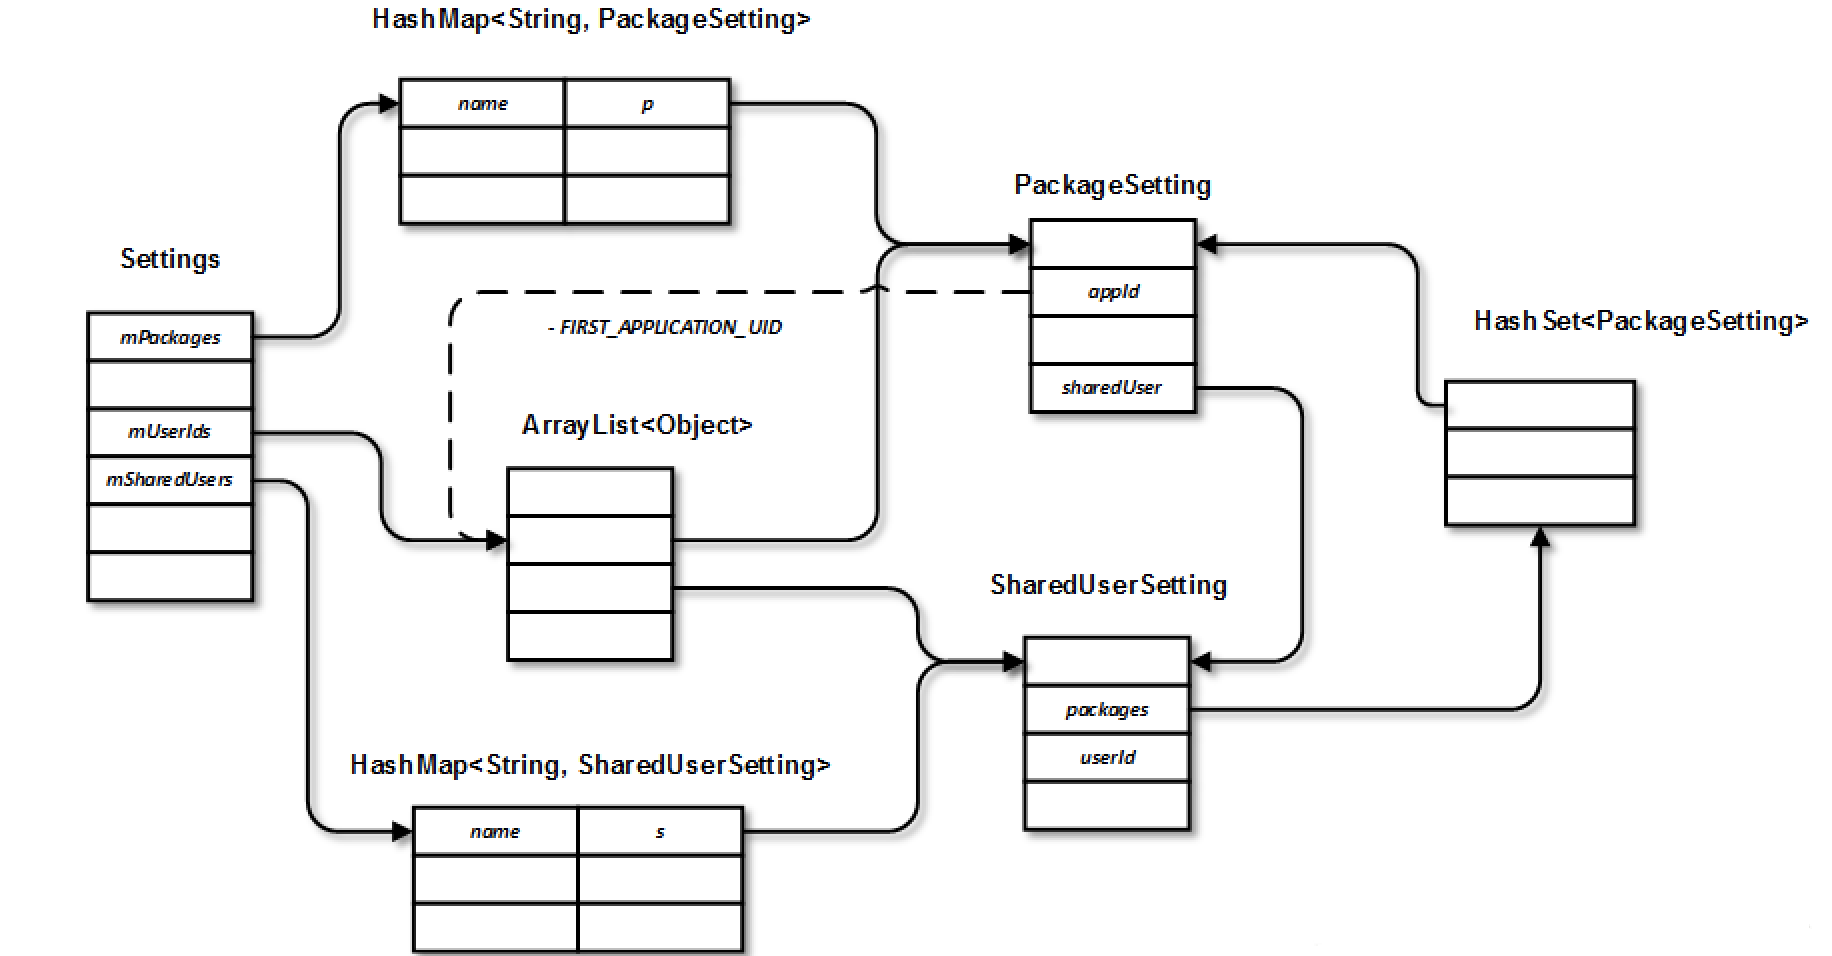 HashMap<String, PackageSetting>
name p
PackageSetting
Settings
appId
mPackages
- FIRST_APPLICATION_UID
HashSet<PackageSetting>
sharedUser
mUserIds
ArrayList<Object>
mSharedUsers
SharedUserSetting
packages
userId
HashMap<String, SharedUserSetting>
name s